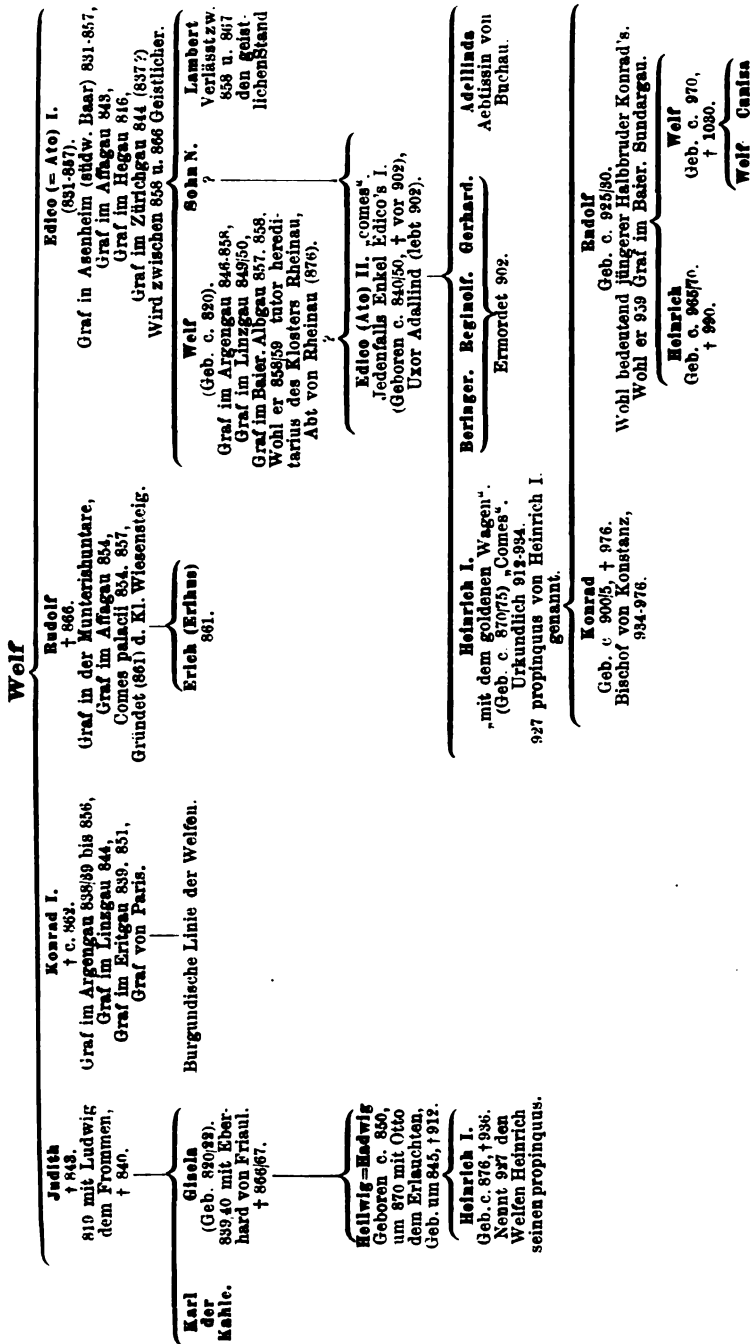 Welf
Judith
† 843.
819 mit Ludwig
dem Frommen,
† 840.
Konrad I.
† c. 862.
Graf im Argengau 838/39 bis 856,
Graf im Linzgau 844,
Graf im Eritgau 839. 851,
Graf von Paris.
Rudolf
† 866.
Graf in der Munterishuntare,
Graf im Affagau 854,
Comes palacii 854. 857,
Gründet (861) d. Kl. Wiesensteig.
Edico (= Ato) I.
(831-857).
Graf in Asenheim (südw. Baar) 831-857,
Graf im Affagau 843,
Graf im Hegau 846,
Graf im Zürichgau 844 (837?)
Wird zwischen 858 u. 866 Geistlicher.
Karl
der
Kahle.
Gisela
(Geb. 820/22).
839/40 mit Eber-
hard von Friaul.
† 866/67.
Burgundische Linie der Welfen.
Erich (Erihus)
861.
Welf
(Geb. c. 820).
Graf im Argengau 846-858,
Graf im Linzgau 849/50,
Graf im Baier. Albgau 857. 858.
Wohl er 858/59 tutor heredi-
tarius des Klosters Rheinau,
Abt von Rheinau (876).
?
Sohn N.
?
Lambert
Verlässt zw.
858 u. 867
den geist-
lichen Stand
Heilwig=Hadwig
Geboren c. 850,
um 870 mit Otto
dem Erlauchten,
Geb. um 845, † 912.
Edico (Ato) II. „comes“
Jedenfalls Enkel Edico's I.
(Geboren c. 840/50, † vor 902),
Uxor Adallind (lebt 902).
Heinrich I.
Geb. c. 876, † 936.
Nennt 927 den
Welfen Heinrich
seinen propinquus.
Heinrich I.
„mit dem goldenen Wagen“.
(Geb. c. 870/75) „Comes“.
Urkundlich 912-934.
927 propinquus von Heinrich I.
genannt.
Beringer. Reginolf. Gerhard.
Ermordet 902.
Adellinda
Aebtissin von
Buchau.
Konrad
Geb. c 900/5, † 976.
Bischof von Konstanz,
934-976.
Rudolf
Geb. c. 925/30.
Wohl bedeutend jüngerer Halbbruder Konrad's.
Wohl er 959 Graf im Baier. Sundargau.
Heinrich
Geb. c. 965/70.
† 990.
Welf
Geb. c. 970,
† 1030.
Welf Caniza